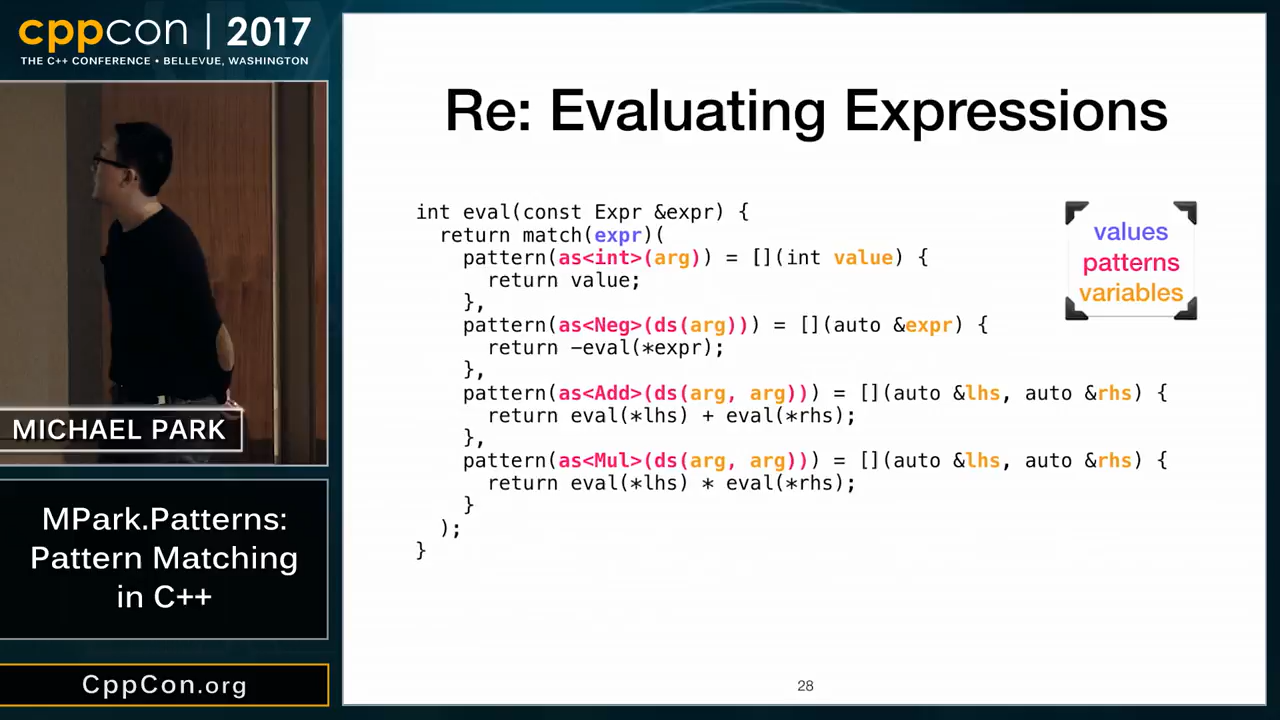 cppcon | 2017
THE C++ CONFERENCE • BELLEVUE, WASHINGTON
MICHAEL PARK
MPark.Patterns:
Pattern Matching
in C++
CppCon.org
Re: Evaluating Expressions
int eval(const Expr &expr) {
  return match(expr)(
    pattern(as<int>(arg)) = [](int value) {
      return value;
    },
    pattern(as<Neg>(ds(arg))) = [](auto &expr) {
      return -eval(*expr);
    },
    pattern(as<Add>(ds(arg, arg))) = [](auto &lhs, auto &rhs) {
      return eval(*lhs) + eval(*rhs);
    },
    pattern(as<Mul>(ds(arg, arg))) = [](auto &lhs, auto &rhs) {
      return eval(*lhs) * eval(*rhs);
    }
  );
}
values
patterns
variables
28